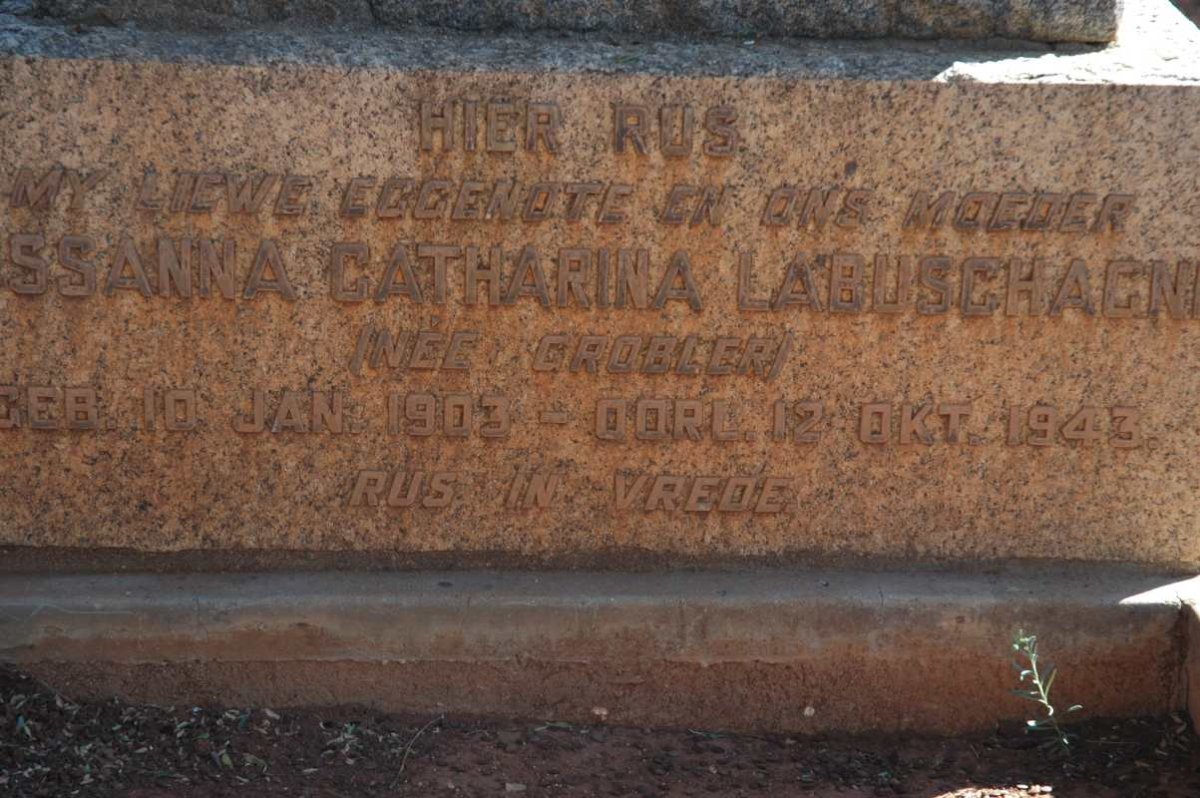 HIER RUS
MY LIEWE EGGENOTE EN ONS MOEDER
SSANNA CATHARINA LABUSCHAGN
(NÉE GROBLER)
GEB. 10 JAN. 1903 - OORL. 12 OKT. 1943.
RUS IN VREDE